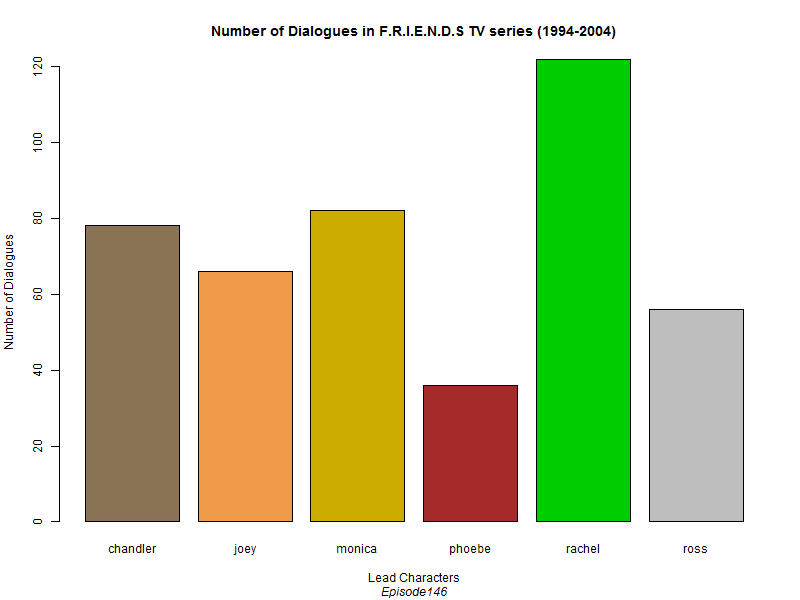 Number of Dialogues in F.R.I.E.N.D.S TV series (1994-2004)
Number of Dialogues
120
100
80
60
40
20
0
chandler joey monica phoebe rachel ross
Lead Characters
Episode146